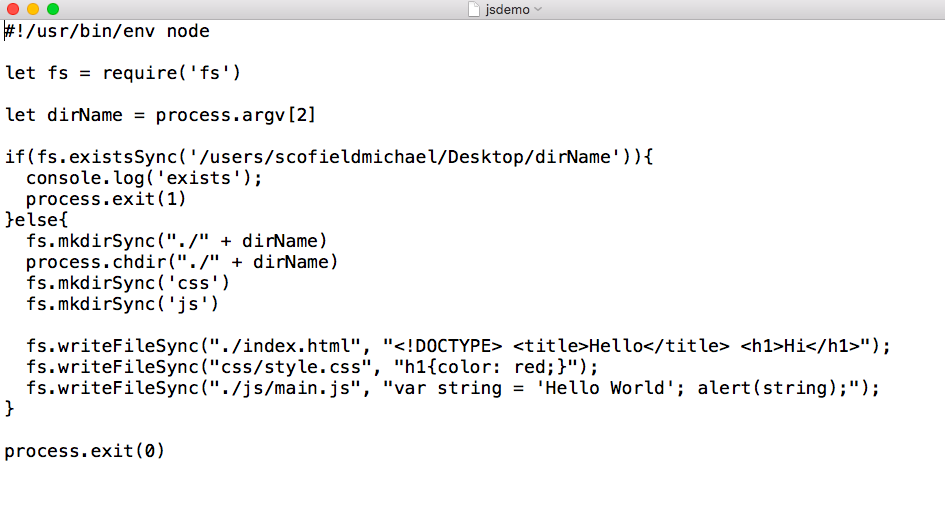 jsdemo
#!/usr/bin/env node
let fs = require('fs')
let dirName = process.argv[2]
if(fs.existsSync('/users/scofieldmichael/Desktop/dirName')){
  console.log('exists');
  process.exit(1)
}else{
  fs.mkdirSync("./" + dirName)
  process.chdir("./" + dirName)
  fs.mkdirSync('css')
  fs.mkdirSync('js')
  fs.writeFileSync("./index.html", "<!DOCTYPE> <title>Hello</title> <h1>Hi</h1>");
  fs.writeFileSync("css/style.css", "h1{color: red;}");
  fs.writeFileSync("./js/main.js", "var string = 'Hello World'; alert(string);");
}
process.exit(0)